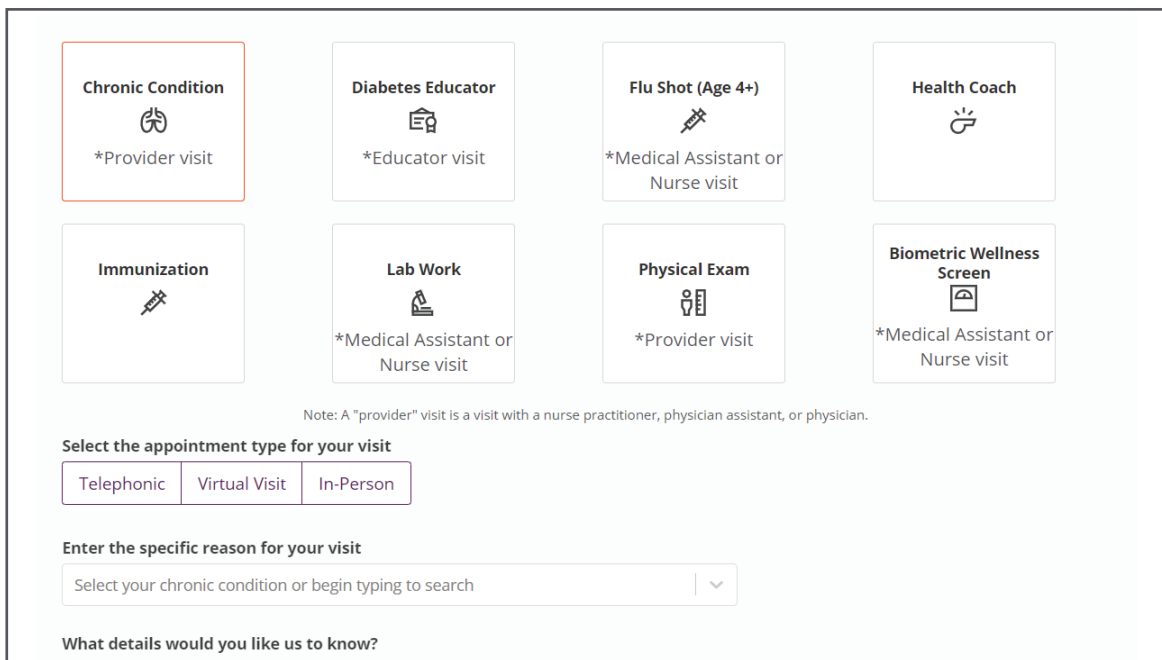 Chronic Condition
*Provider visit
Diabetes Educator
*Educator visit
Flu Shot (Age 4+)
*Medical Assistant or
Nurse visit
Health Coach
Immunization
Lab Work
*Medical Assistant or
Nurse visit
Physical Exam
*Provider visit
Biometric Wellness
Screen
*Medical Assistant or
Nurse visit
Note: A "provider" visit is a visit with a nurse practitioner, physician assistant, or physician.
Select the appointment type for your visit
Telephonic Virtual Visit In-Person
Enter the specific reason for your visit
Select your chronic condition or begin typing to search
What details would you like us to know?